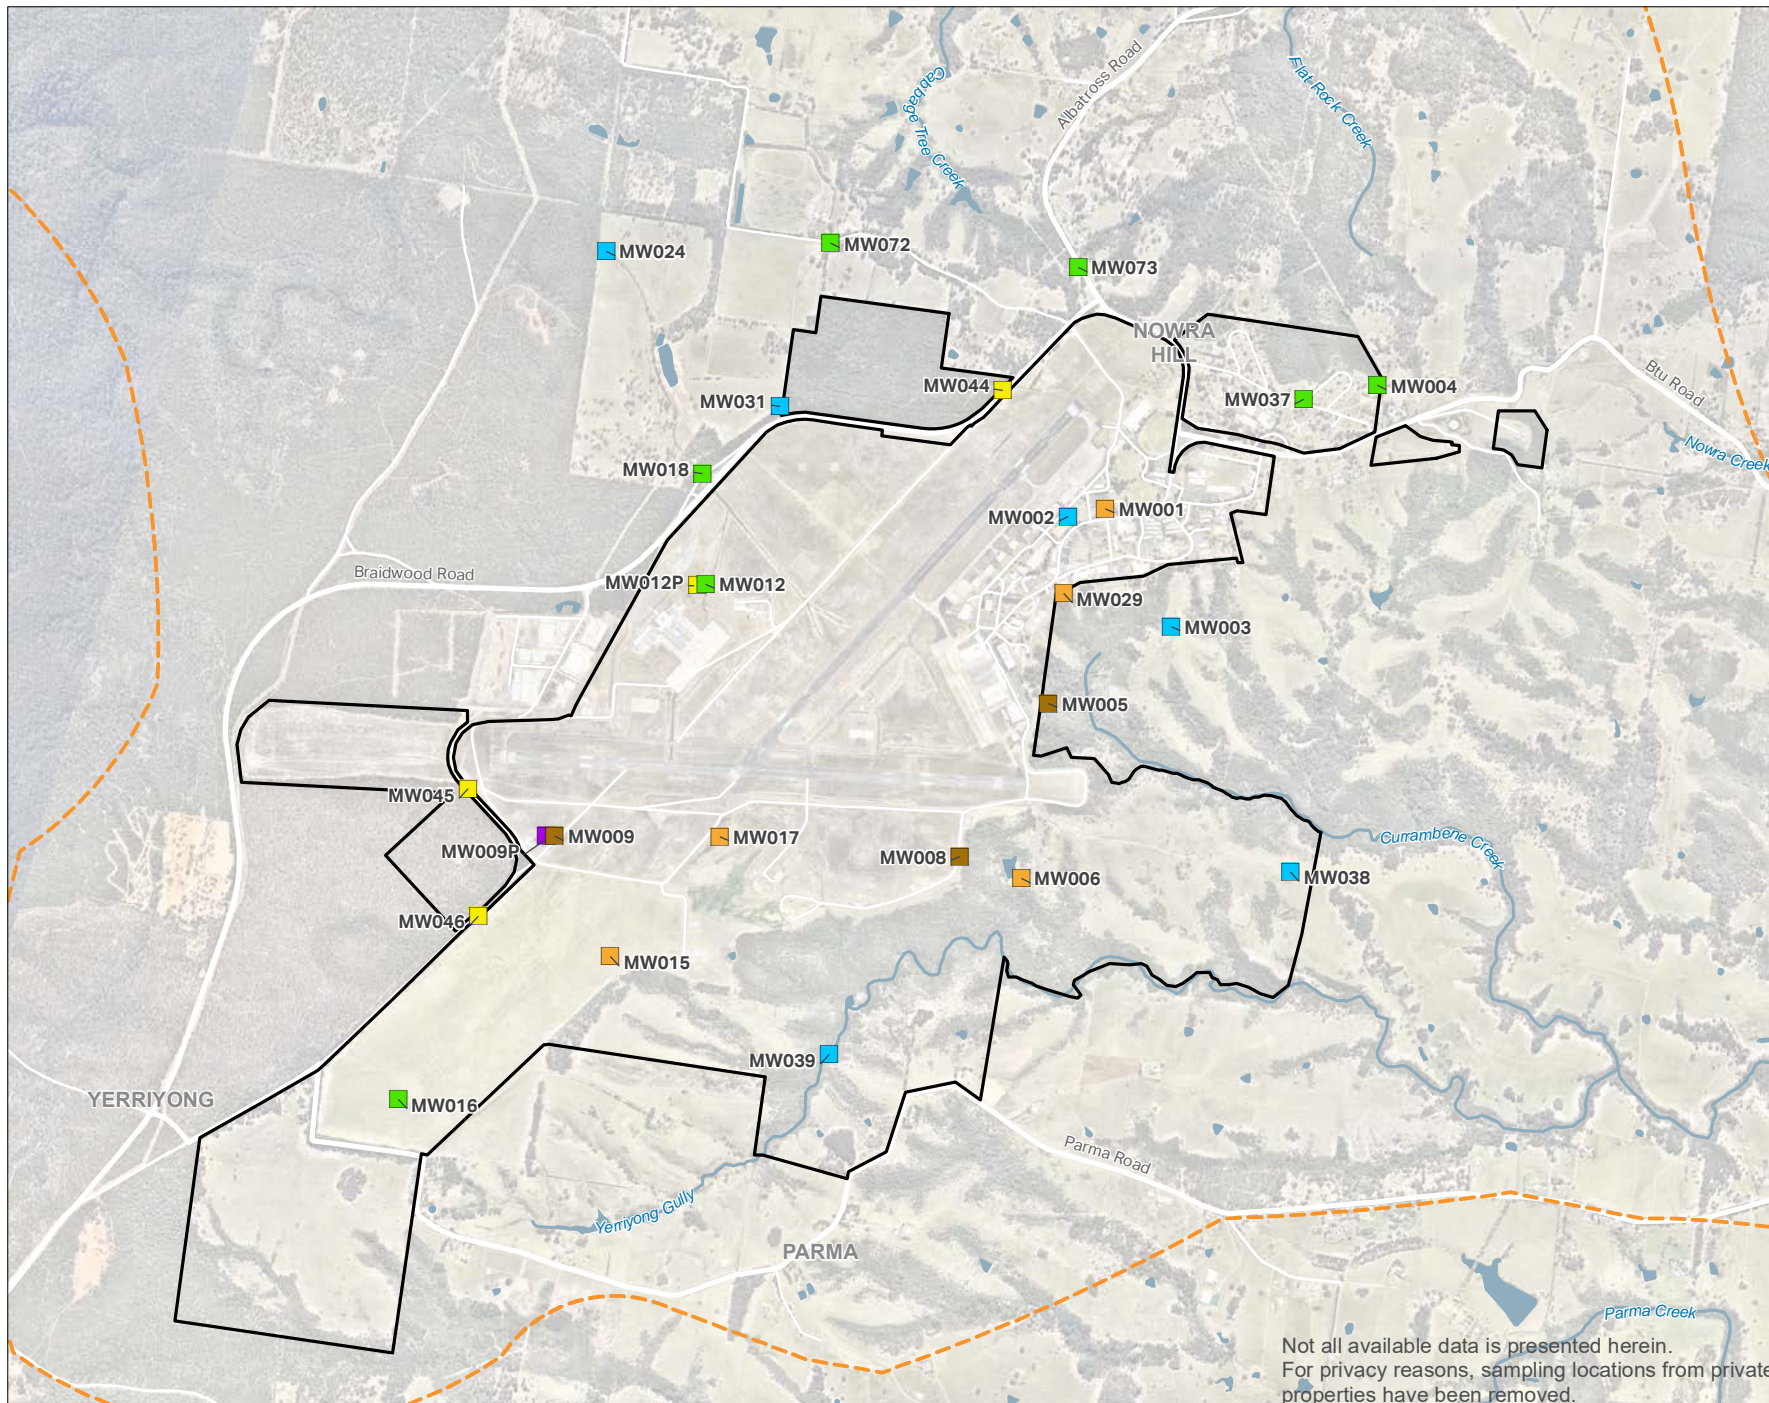 Cabbage Tree Creek
Albatross Road
Flat Rock Creek
MW024
MW072
MW073
NOWRA
HILL
MW044
MW031
MW037
MW004
Btu Road
Nowra Creek
MW018
MW002
MW001
Braidwood Road
MW012P
MW012
MW029
MW003
MW005
MW045
MW009P
MW009
MW017
MW008
MW006
MW038
Currambene Creek
MW046
MW015
MW039
YERRIYONG
MW016
Parma Road
Yerriyong Gully
PARMA
Parma Creek
Not all available data is presented herein.
For privacy reasons, sampling locations from private
properties have been removed.